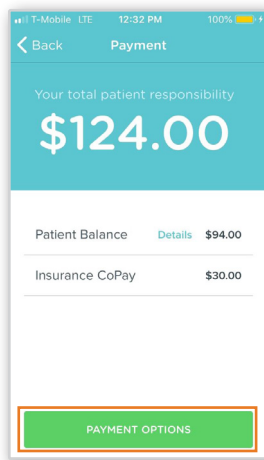 T-Mobile LTE 12:32 PM 100%
Back Payment
Your total patient responsibility
$124.00
Patient Balance Details $94.00
Insurance CoPay $30.00
PAYMENT OPTIONS